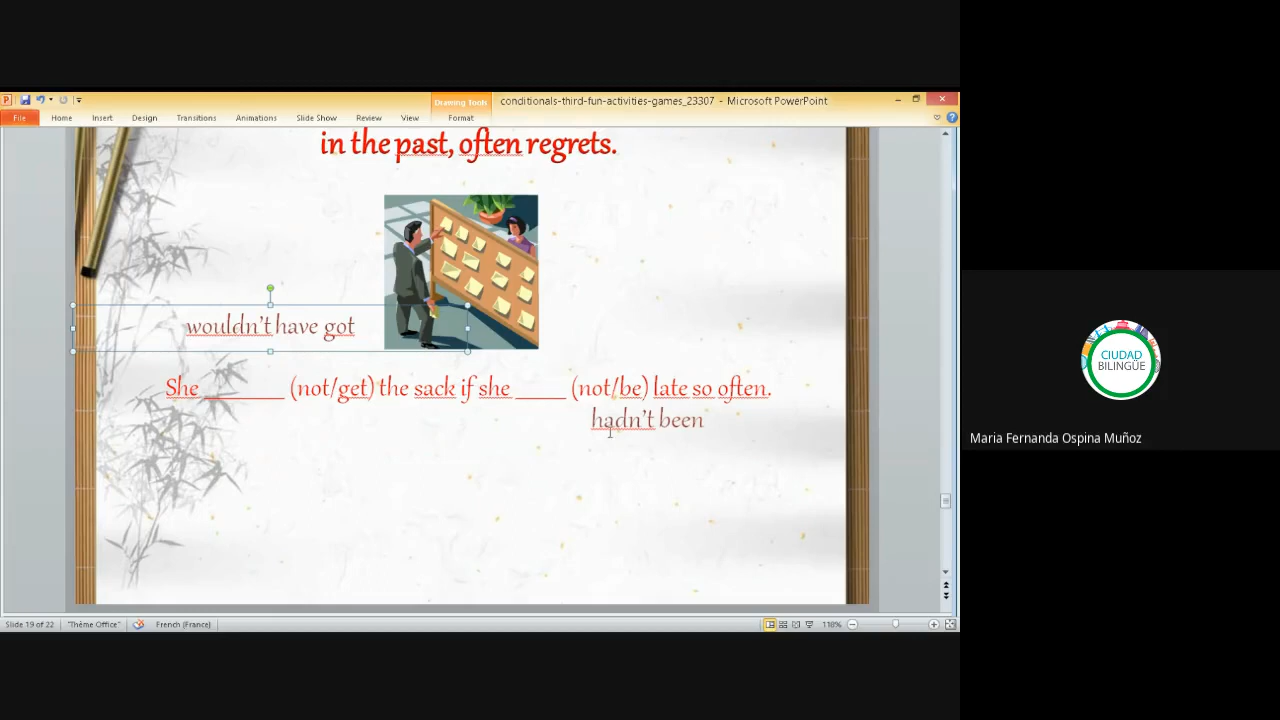 conditionals-third-fun-activities-games_23307 - Microsoft PowerPoint
Drawing Tools
File Home Insert Design Transitions Animations Slide Show Review View Format
in the past, often regrets.
wouldn't have got
She ________ (not/get) the sack if she _____ (not/be) late so often.
hadn't been
CIUDAD
BILINGÜE
Maria Fernanda Ospina Muñoz
Slide 19 of 22 "Thème Office" French (France) 118%